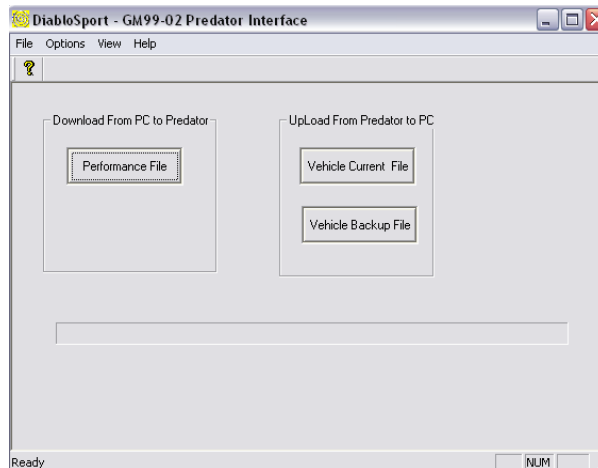 DiabloSport - GM99-02 Predator Interface
File Options View Help
Download From PC to Predator
UpLoad From Predator to PC
Performance File
Vehicle Current File
Vehicle Backup File
Ready
NUM